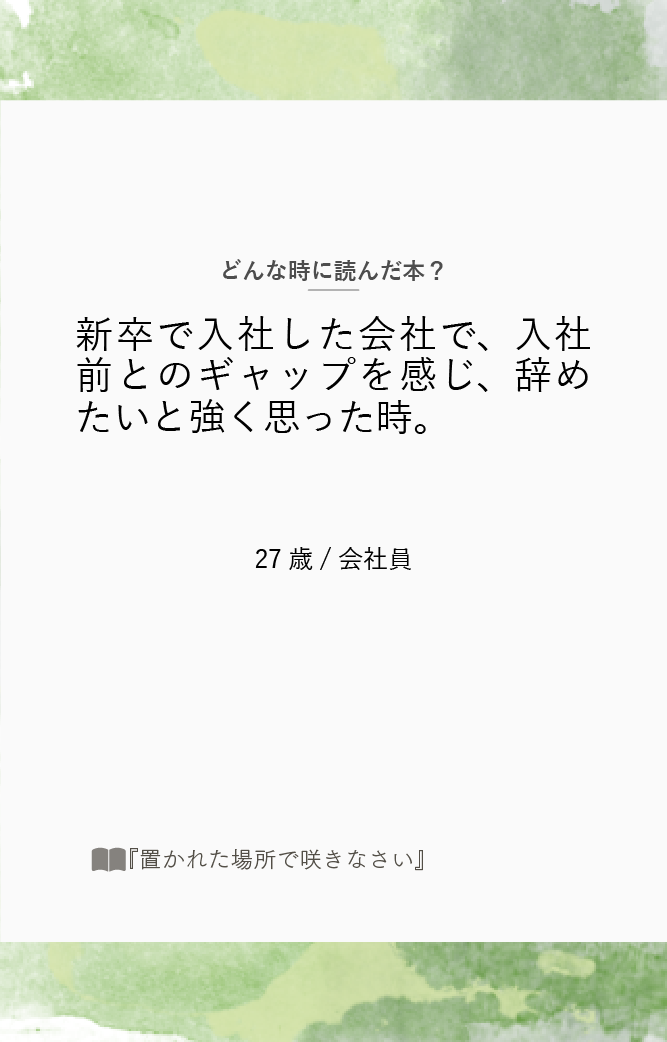 どんな時に読んだ本？
新卒で入社した会社で、入社
前とのギャップを感じ、辞め
たいと強く思った時。
27 歳 / 会社員
『置かれた場所で咲きなさい』